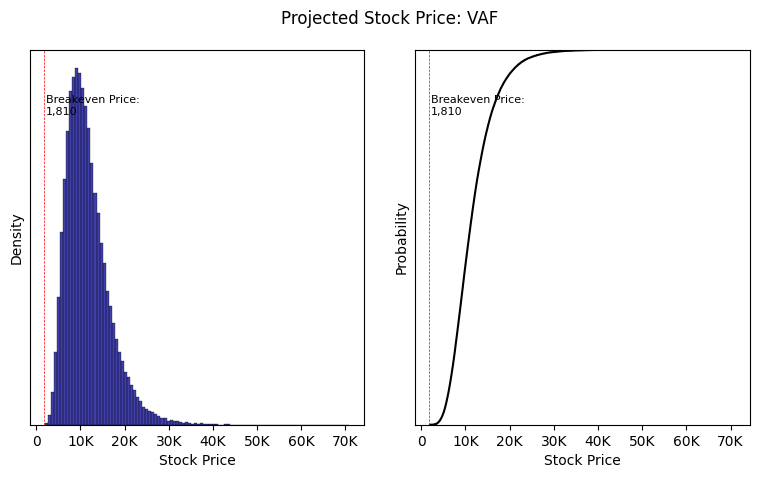 Projected Stock Price: VAF
Density
Breakeven Price:
1,810
0 10K 20K 30K 40K 50K 60K 70K
Stock Price
Probability
Breakeven Price:
1,810
0 10K 20K 30K 40K 50K 60K 70K
Stock Price